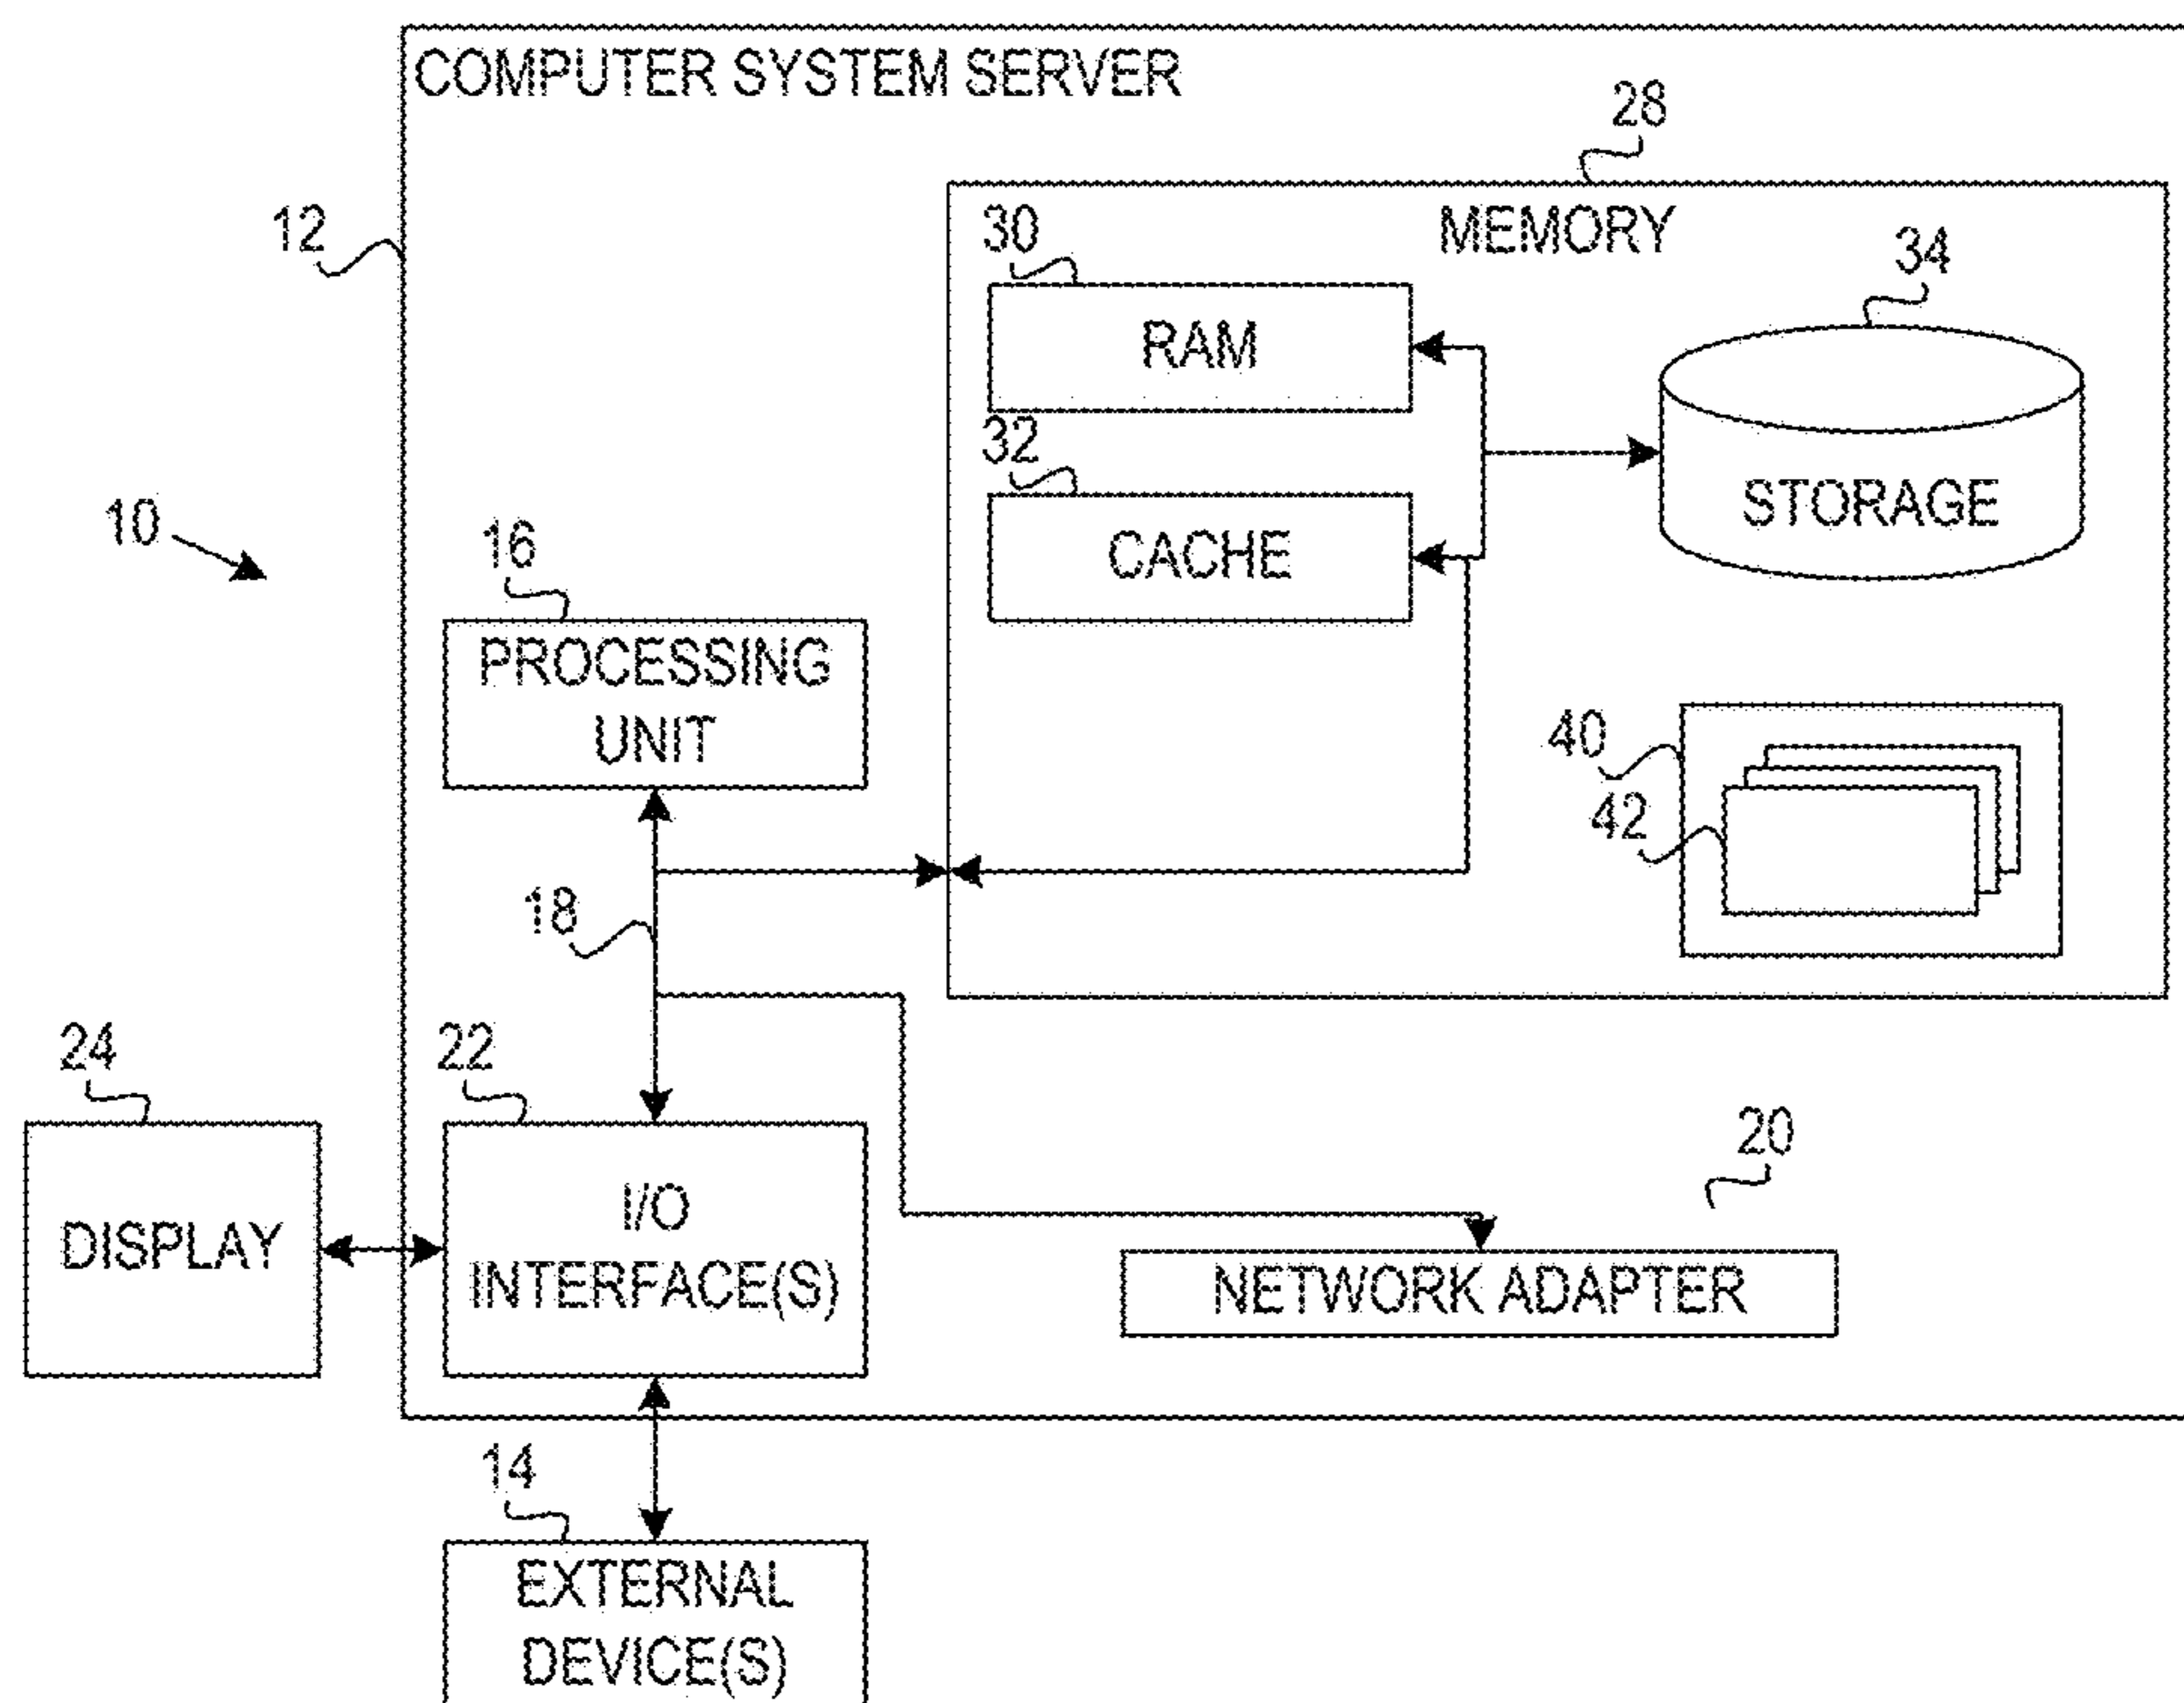 COMPUTER SYSTEM SERVER
28
12
30
MEMORY
34
RAM
32
10
16
CACHE
STORAGE
PROCESSING
UNIT
40
42
18
24
22
20
I/O
INTERFACE(S)
DISPLAY
NETWORK ADAPTER
14
EXTERNAL
DEVICE(S)